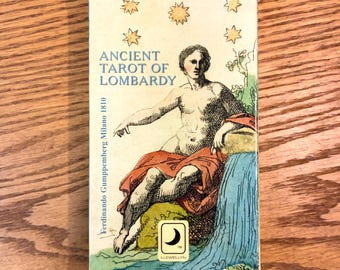 ANCIENT
TAROT OF
LOMBARDY
Ferdinando Gumppenberg Milano 1810
LLEWELLYN